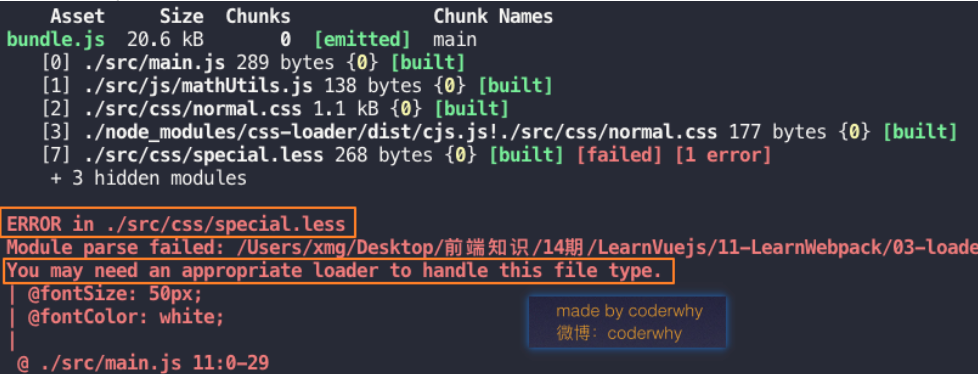 Asset Size Chunks Chunk Names
bundle.js 20.6 kB 0 [emitted] main
[0] ./src/main.js 289 bytes {0} [built]
[1] ./src/js/mathUtils.js 138 bytes {0} [built]
[2] ./src/css/normal.css 1.1 kB {0} [built]
[3] ./node_modules/css-loader/dist/cjs.js!./src/css/normal.css 177 bytes {0} [built]
[7] ./src/css/special.less 268 bytes {0} [built] [failed] [1 error]
+ 3 hidden modules
ERROR in ./src/css/special.less
Module parse failed: /Users/xmg/Desktop/前端知识/14期/LearnVuejs/11-LearnWebpack/03-loade
You may need an appropriate loader to handle this file type.
| @fontSize: 50px;
| @fontColor: white;
|
made by coderwhy
微博：coderwhy
@ ./src/main.js 11:0-29